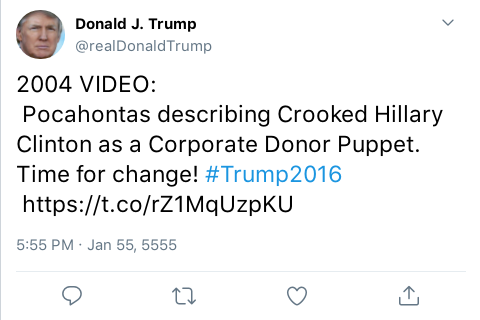 Donald J. Trump
@realDonaldTrump
2004 VIDEO:
Pocahontas describing Crooked Hillary
Clinton as a Corporate Donor Puppet.
Time for change! #Trump2016
https://t.co/rZ1MqUzpKU
5:55 PM · Jan 55, 5555